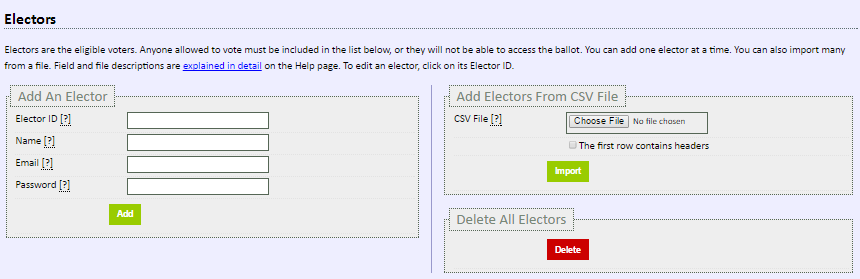 Electors
Electors are the eligible voters. Anyone allowed to vote must be included in the list below, or they will not be able to access the ballot. You can add one elector at a time. You can also import many
from a file. Field and file descriptions are explained in detail on the Help page. To edit an elector, click on its Elector ID.
Add An Elector
Elector ID [?]
Name [?]
Email [?]
Password [?]
Add
Add Electors From CSV File
CSV File [?]
Choose File No file chosen
The first row contains headers
Import
Delete All Electors
Delete